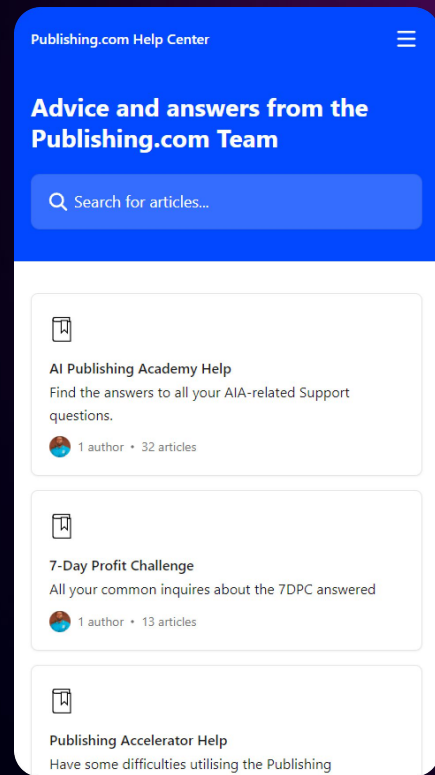 Publishing.com Help Center
Advice and answers from the
Publishing.com Team
Search for articles...
AI Publishing Academy Help
Find the answers to all your AIA-related Support
questions.
1 author • 32 articles
7-Day Profit Challenge
All your common inquires about the 7DPC answered
1 author • 13 articles
Publishing Accelerator Help
Have some difficulties utilising the Publishing